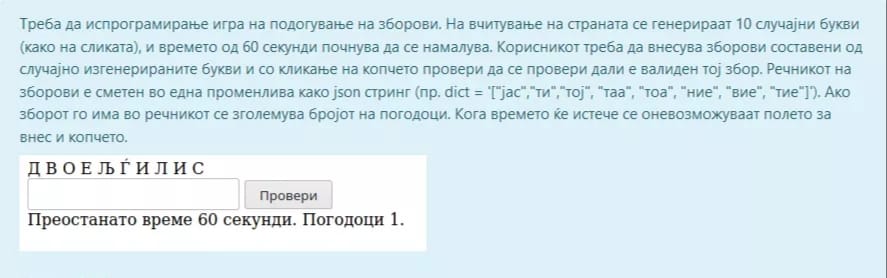 Треба да испрограмирање игра на подогување на зборови. На вчитување на страната се генерираат 10 случајни букви
(како на сликата), и времето од 60 секунди почнува да се намалува. Корисникот треба да внесува зборови составени од
случајно изгенерираните букви и со кликање на копчето провери да се провери дали е валиден тој збор. Речникот на
зборови е сметен во една променлива како json стринг (пр. dict = '["јас","ти","тој", "таа", "тоа", "ние", "вие", "тие"]'). Ако
зборот го има во речникот се зголемува бројот на погодоци. Кога времето ќе истече се оневозможуваат полето за
внес и копчето.
Д В О Е Љ Ѓ И Л И С
Провери
Преостанато време 60 секунди. Погодоци 1.